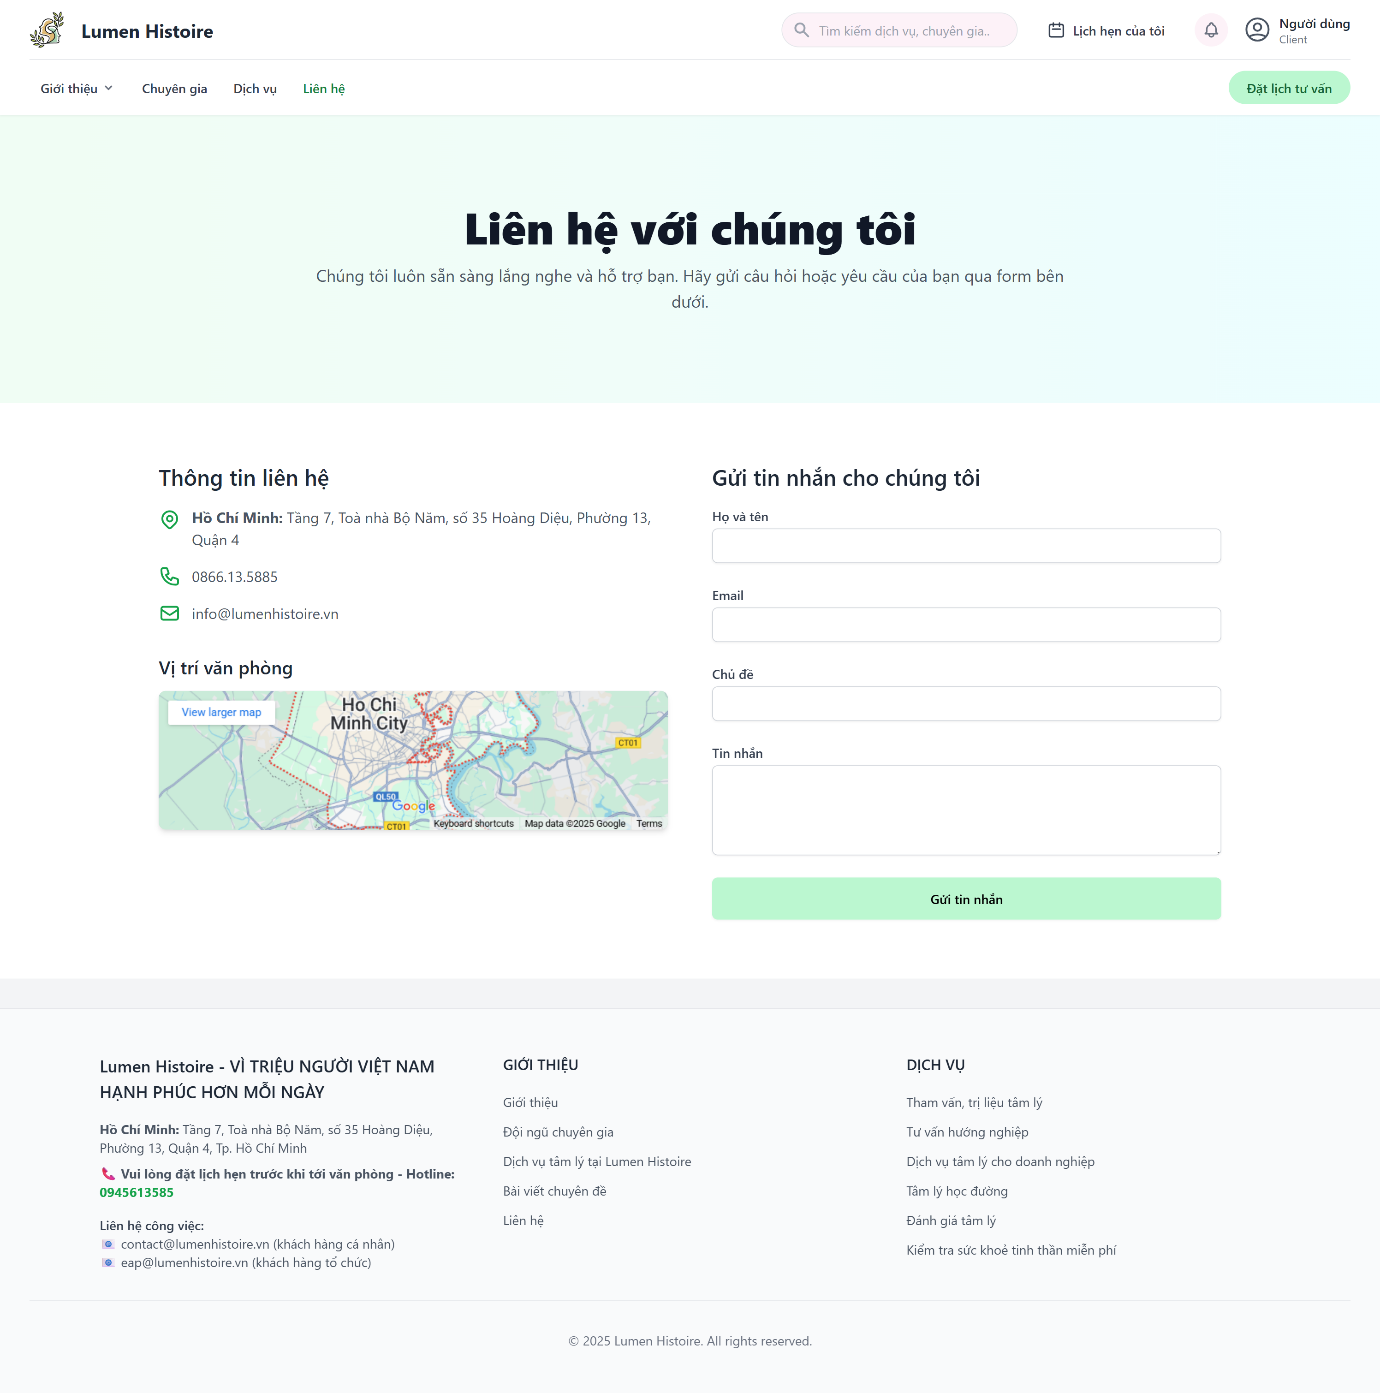 Lumen Histoire
Tìm kiếm dịch vụ, chuyên gia..
Lịch hẹn của tôi
Người dùng
Client
Giới thiệu
Chuyên gia
Dịch vụ
Liên hệ
Đặt lịch tư vấn
Liên hệ với chúng tôi
Chúng tôi luôn sẵn sàng lắng nghe và hỗ trợ bạn. Hãy gửi câu hỏi hoặc yêu cầu của bạn qua form bên
dưới.
Thông tin liên hệ
Hồ Chí Minh: Tầng 7, Toà nhà Bộ Năm, số 35 Hoàng Diệu, Phường 13,
Quận 4
0866.13.5885
info@lumenhistoire.vn
Vị trí văn phòng
View larger map
Ho Chi
Minh City
CT01
QL50
Google
CT01
Keyboard shortcuts
Map data ©2025 Google
Terms
Gửi tin nhắn cho chúng tôi
Họ và tên
Email
Chủ đề
Tin nhắn
Gửi tin nhắn
Lumen Histoire - VÌ TRIỆU NGƯỜI VIỆT NAM
HẠNH PHÚC HƠN MỖI NGÀY
Hồ Chí Minh: Tầng 7, Toà nhà Bộ Năm, số 35 Hoàng Diệu,
Phường 13, Quận 4, Tp. Hồ Chí Minh
Vui lòng đặt lịch hẹn trước khi tới văn phòng - Hotline:
0945613585
Liên hệ công việc:
contact@lumenhistoire.vn (khách hàng cá nhân)
eap@lumenhistoire.vn (khách hàng tổ chức)
GIỚI THIỆU
Giới thiệu
Đội ngũ chuyên gia
Dịch vụ tâm lý tại Lumen Histoire
Bài viết chuyên đề
Liên hệ
DỊCH VỤ
Tham vấn, trị liệu tâm lý
Tư vấn hướng nghiệp
Dịch vụ tâm lý cho doanh nghiệp
Tâm lý học đường
Đánh giá tâm lý
Kiểm tra sức khoẻ tinh thần miễn phí
© 2025 Lumen Histoire. All rights reserved.